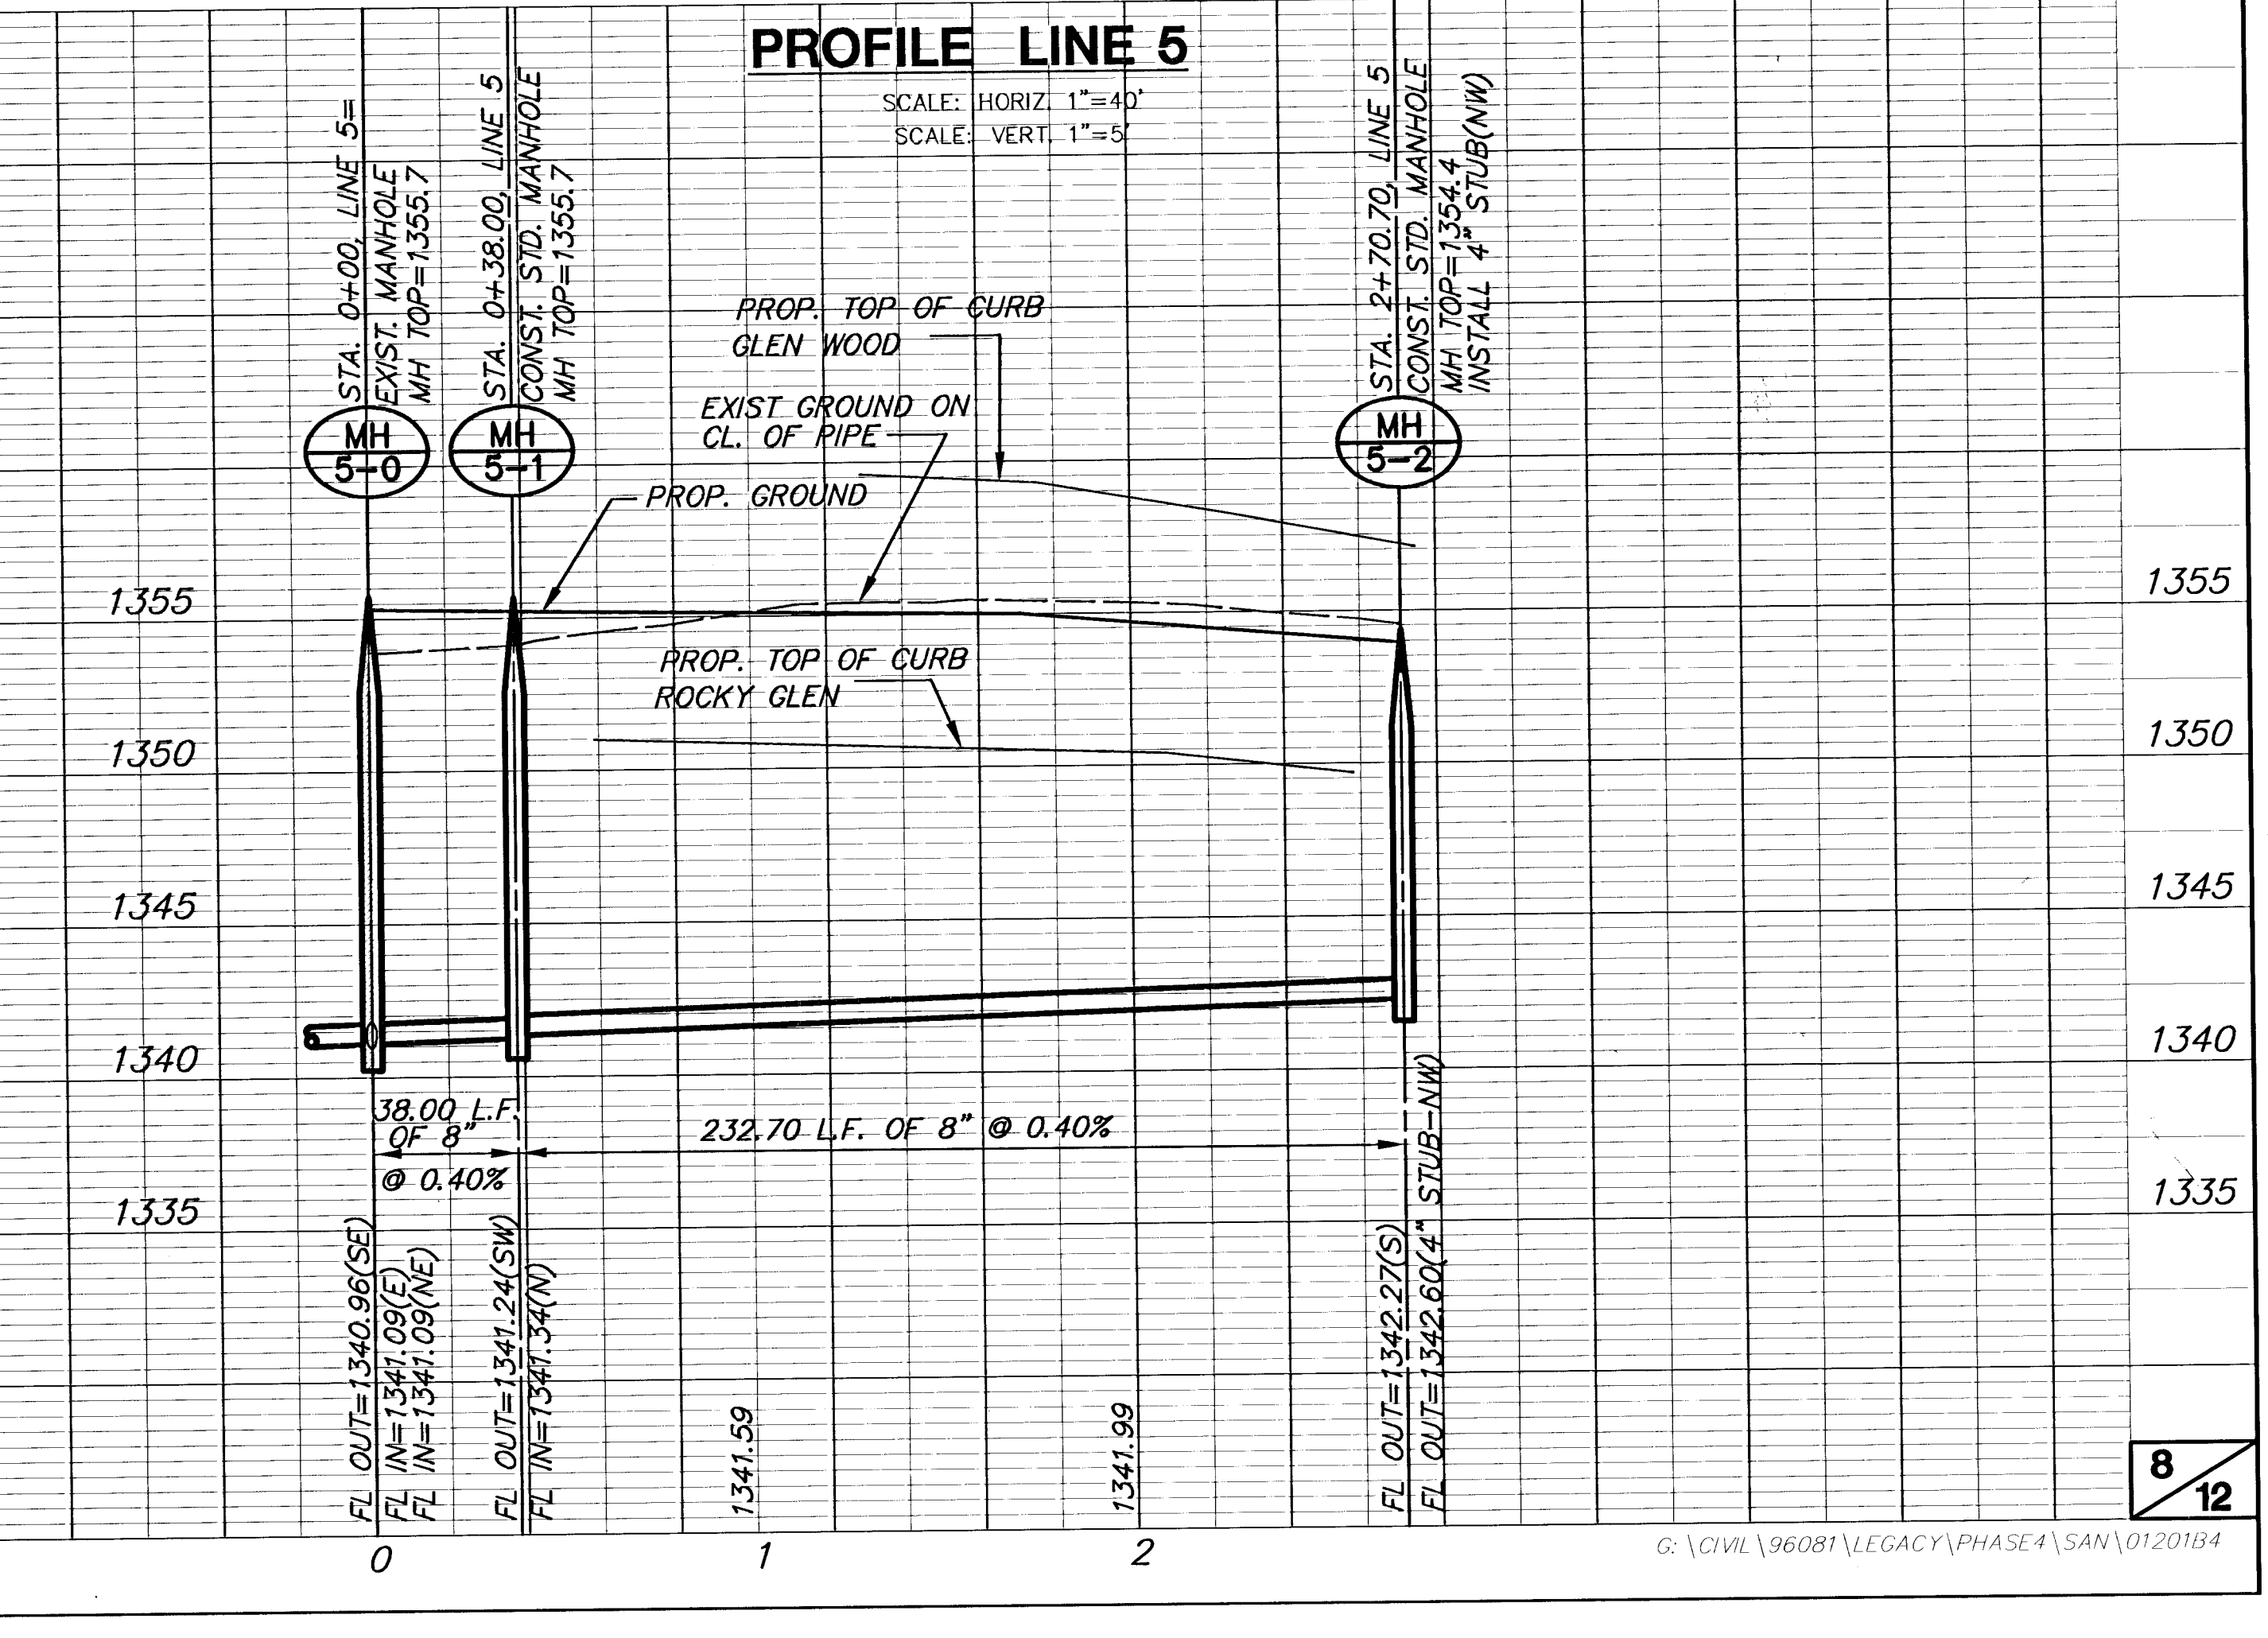 PROFILE LINE 5
SCALE: HORIZ. 1"=40'
SCALE: VERT. 1"=5'
STA. 0+00, LINE 5=
EXIST. MANHOLE
MH TOP=1355.7
STA. 0+38.00, LINE 5
CONST. STD. MANHOLE
MH TOP=1355.7
STA. 2+70.70, LINE 5
CONST. STD. MANHOLE
MH TOP=1354.4
INSTALL 4" STUB(NW)
MH
5-0
MH
5-1
MH
5-2
PROP. TOP OF CURB
GLEN WOOD
EXIST GROUND ON
CL. OF PIPE
PROP. GROUND
PROP. TOP OF CURB
ROCKY GLEN
1355
1350
1345
1340
1335
1355
1350
1345
1340
1335
38.00 L.F.
OF 8"
@ 0.40%
232.70 L.F. OF 8" @ 0.40%
FL OUT=1340.96(SE)
FL IN=1341.09(E)
FL IN=1341.09(NE)
FL OUT=1341.24(SW)
FL IN=1341.34(N)
1341.59
1341.99
FL OUT=1342.27(S)
FL OUT=1342.60(4" STUB-NW)
0
1
2
8
12
G:\CIVIL\96081\LEGACY\PHASE4\SAN\01201B4